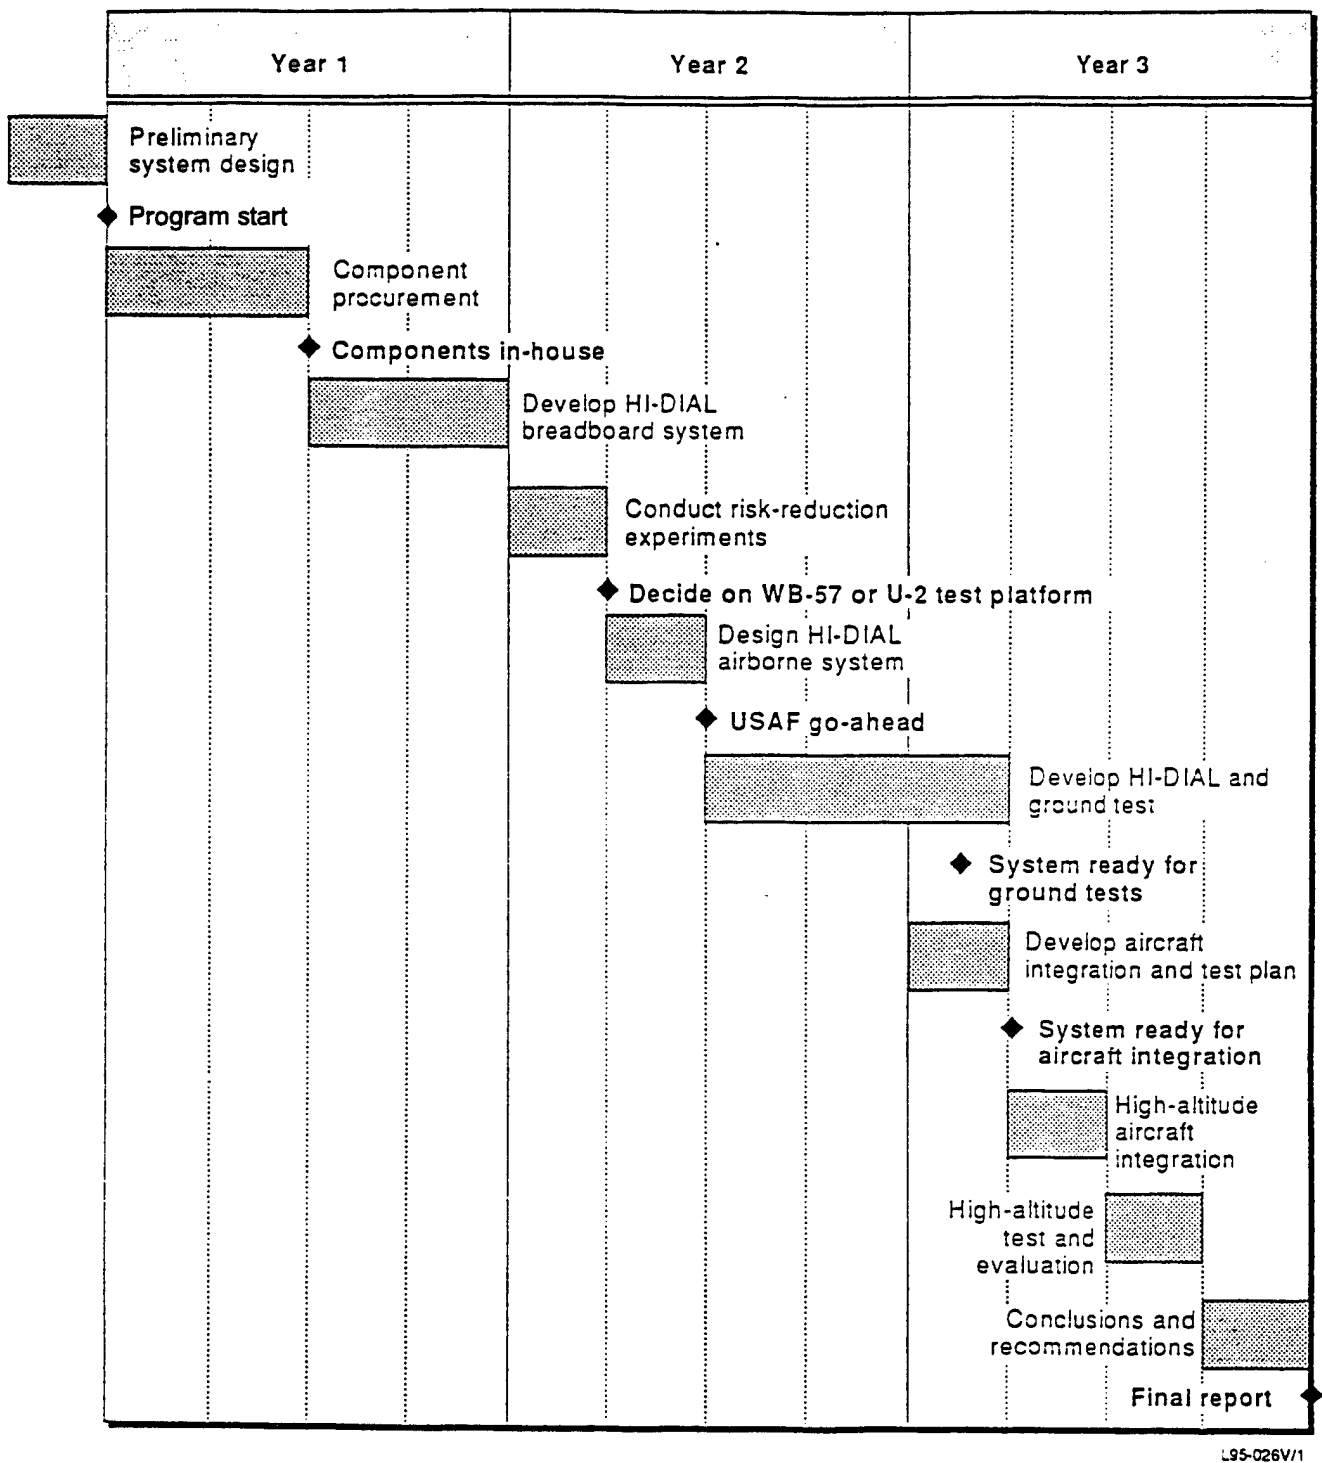 Year 1
Year 2
Year 3
Preliminary
system design
Program start
Component
procurement
Components in-house
Develop HI-DIAL
breadboard system
Conduct risk-reduction
experiments
Decide on WB-57 or U-2 test platform
Design HI-DIAL
airborne system
USAF go-ahead
Develop HI-DIAL and
ground test
System ready for
ground tests
Develop aircraft
integration and test plan
System ready for
aircraft integration
High-altitude
aircraft
integration
High-altitude
test and
evaluation
Conclusions and
recommendations
Final report
L95-026V/1